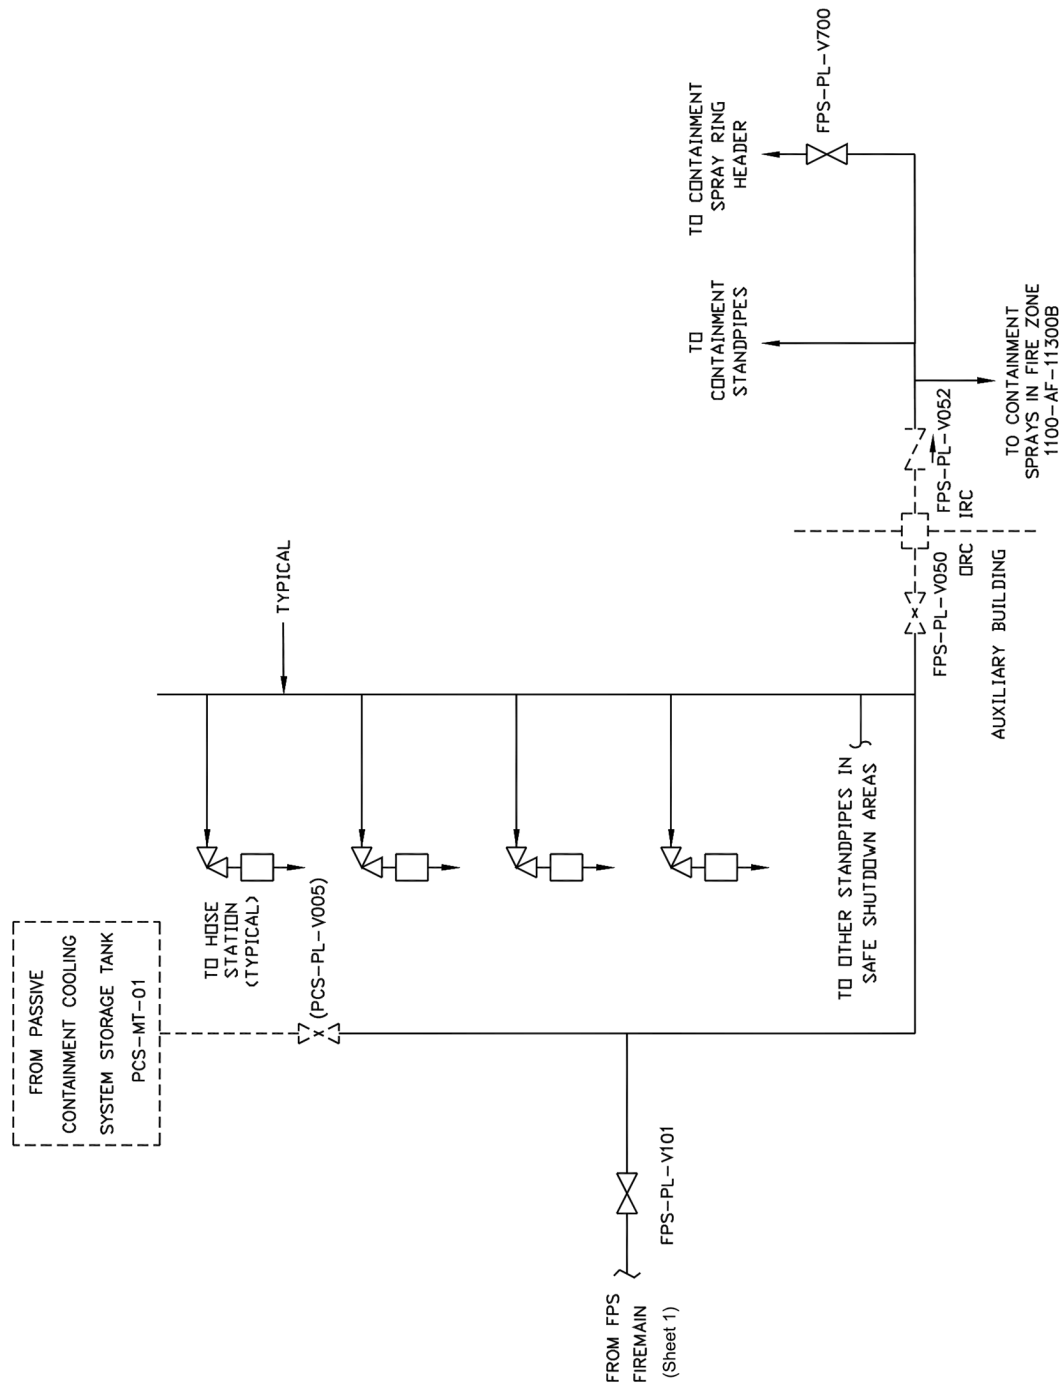 FROM PASSIVE
CONTAINMENT COOLING
SYSTEM STORAGE TANK
PCS-MT-01
TO HOSE
STATION
(TYPICAL)
(PCS-PL-V005)
TYPICAL
FROM FPS
FIREMAIN
(Sheet 1)
FPS-PL-V101
TO OTHER STANDPIPES IN
SAFE SHUTDOWN AREAS
FPS-PL-V050
ORC
IRC
AUXILIARY BUILDING
FPS-PL-V052
TO
CONTAINMENT
STANDPIPES
TO CONTAINMENT
SPRAY RING
HEADER
FPS-PL-V700
TO CONTAINMENT
SPRAYS IN FIRE ZONE
1100-AF-11300B